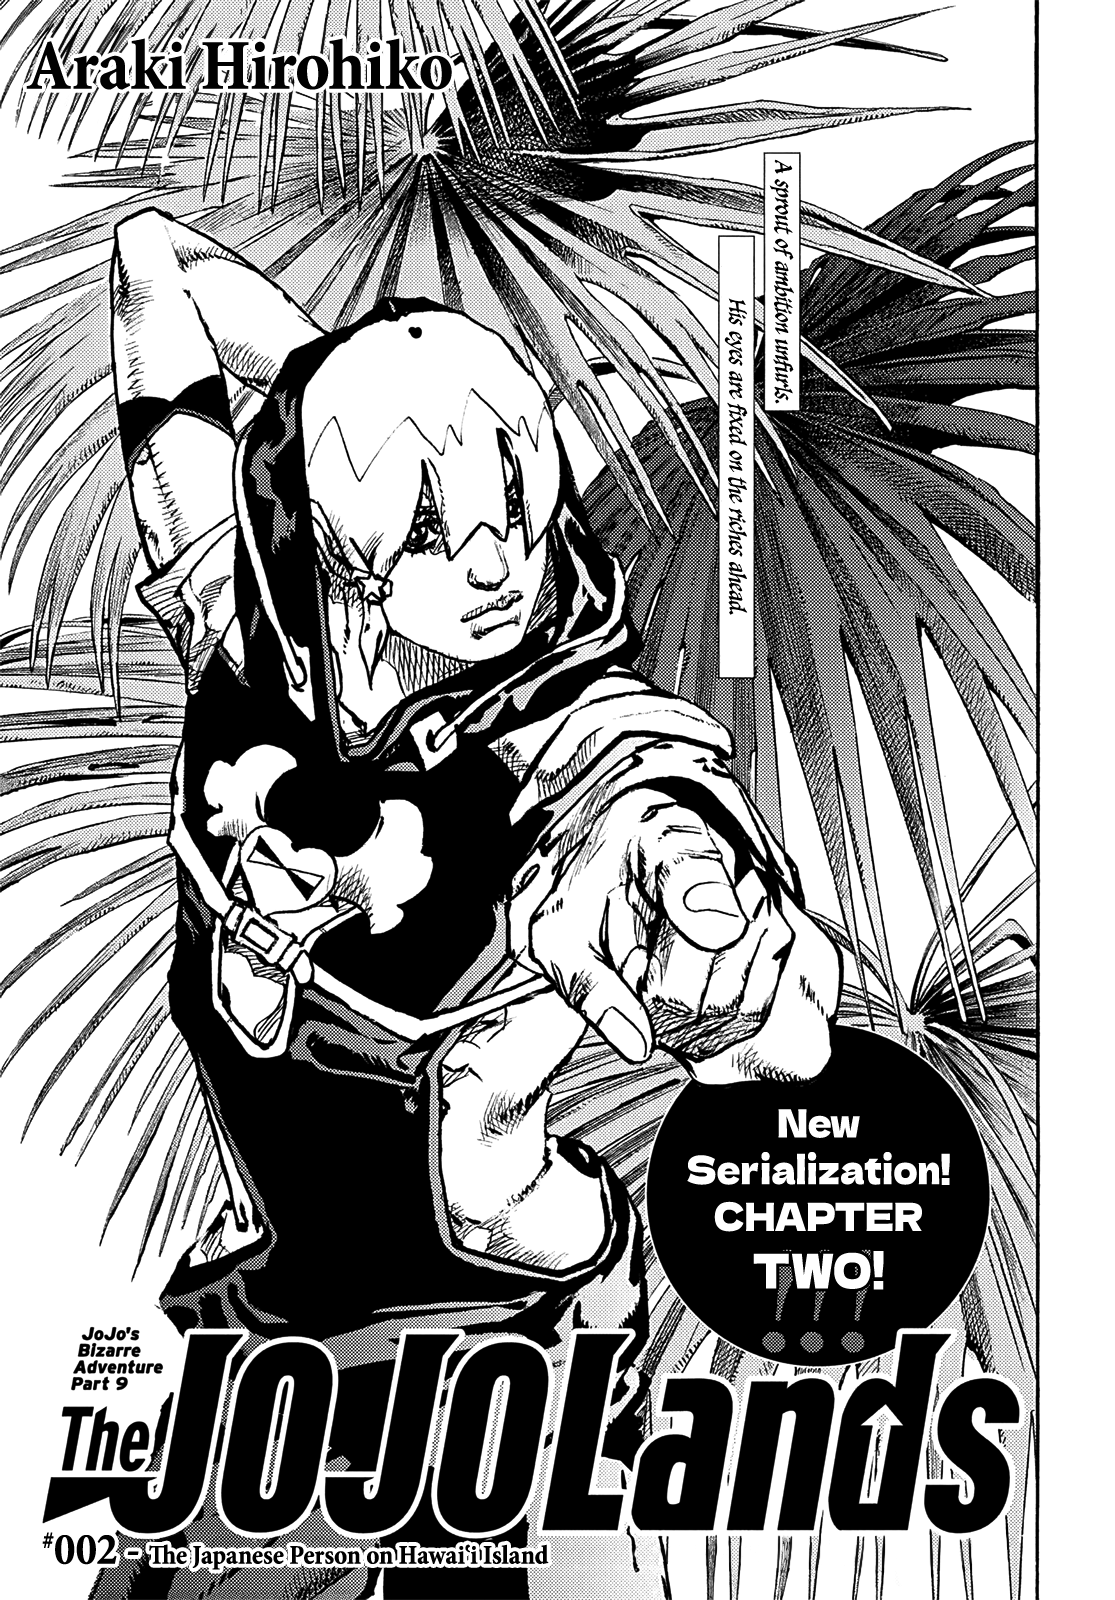 Araki Hirohiko
A sprout of ambition unfurls.
His eyes are fixed on the riches ahead.
New
Serialization!
CHAPTER
TWO!
JoJo's
Bizarre
Adventure
Part 9
The JOJOLands
#002 - The Japanese Person on Hawai'i Island